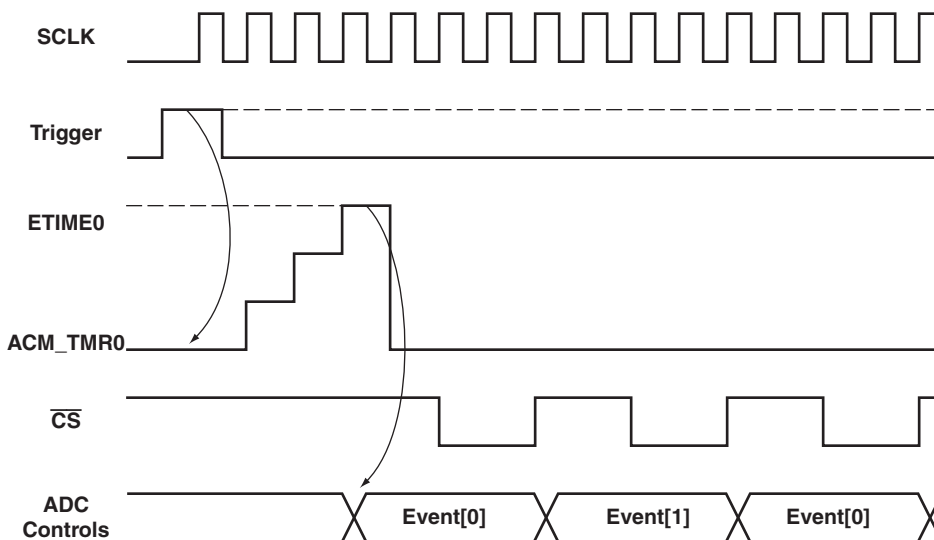 SCLK
Trigger
ETIME0
ACM_TMR0
CS
ADC
Controls
Event[0]
Event[1]
Event[0]